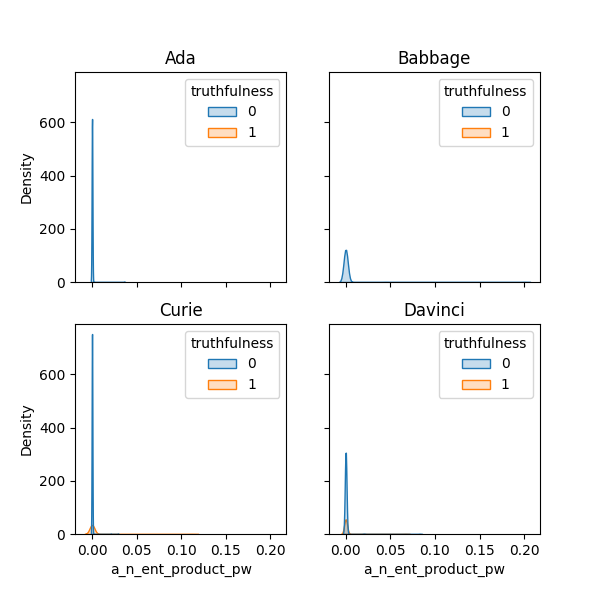 Ada
Babbage
truthfulness
0
1
truthfulness
0
1
Density
600
400
200
0
Curie
Davinci
truthfulness
0
1
truthfulness
0
1
Density
600
400
200
0
0.00 0.05 0.10 0.15 0.20
0.00 0.05 0.10 0.15 0.20
a_n_ent_product_pw
a_n_ent_product_pw